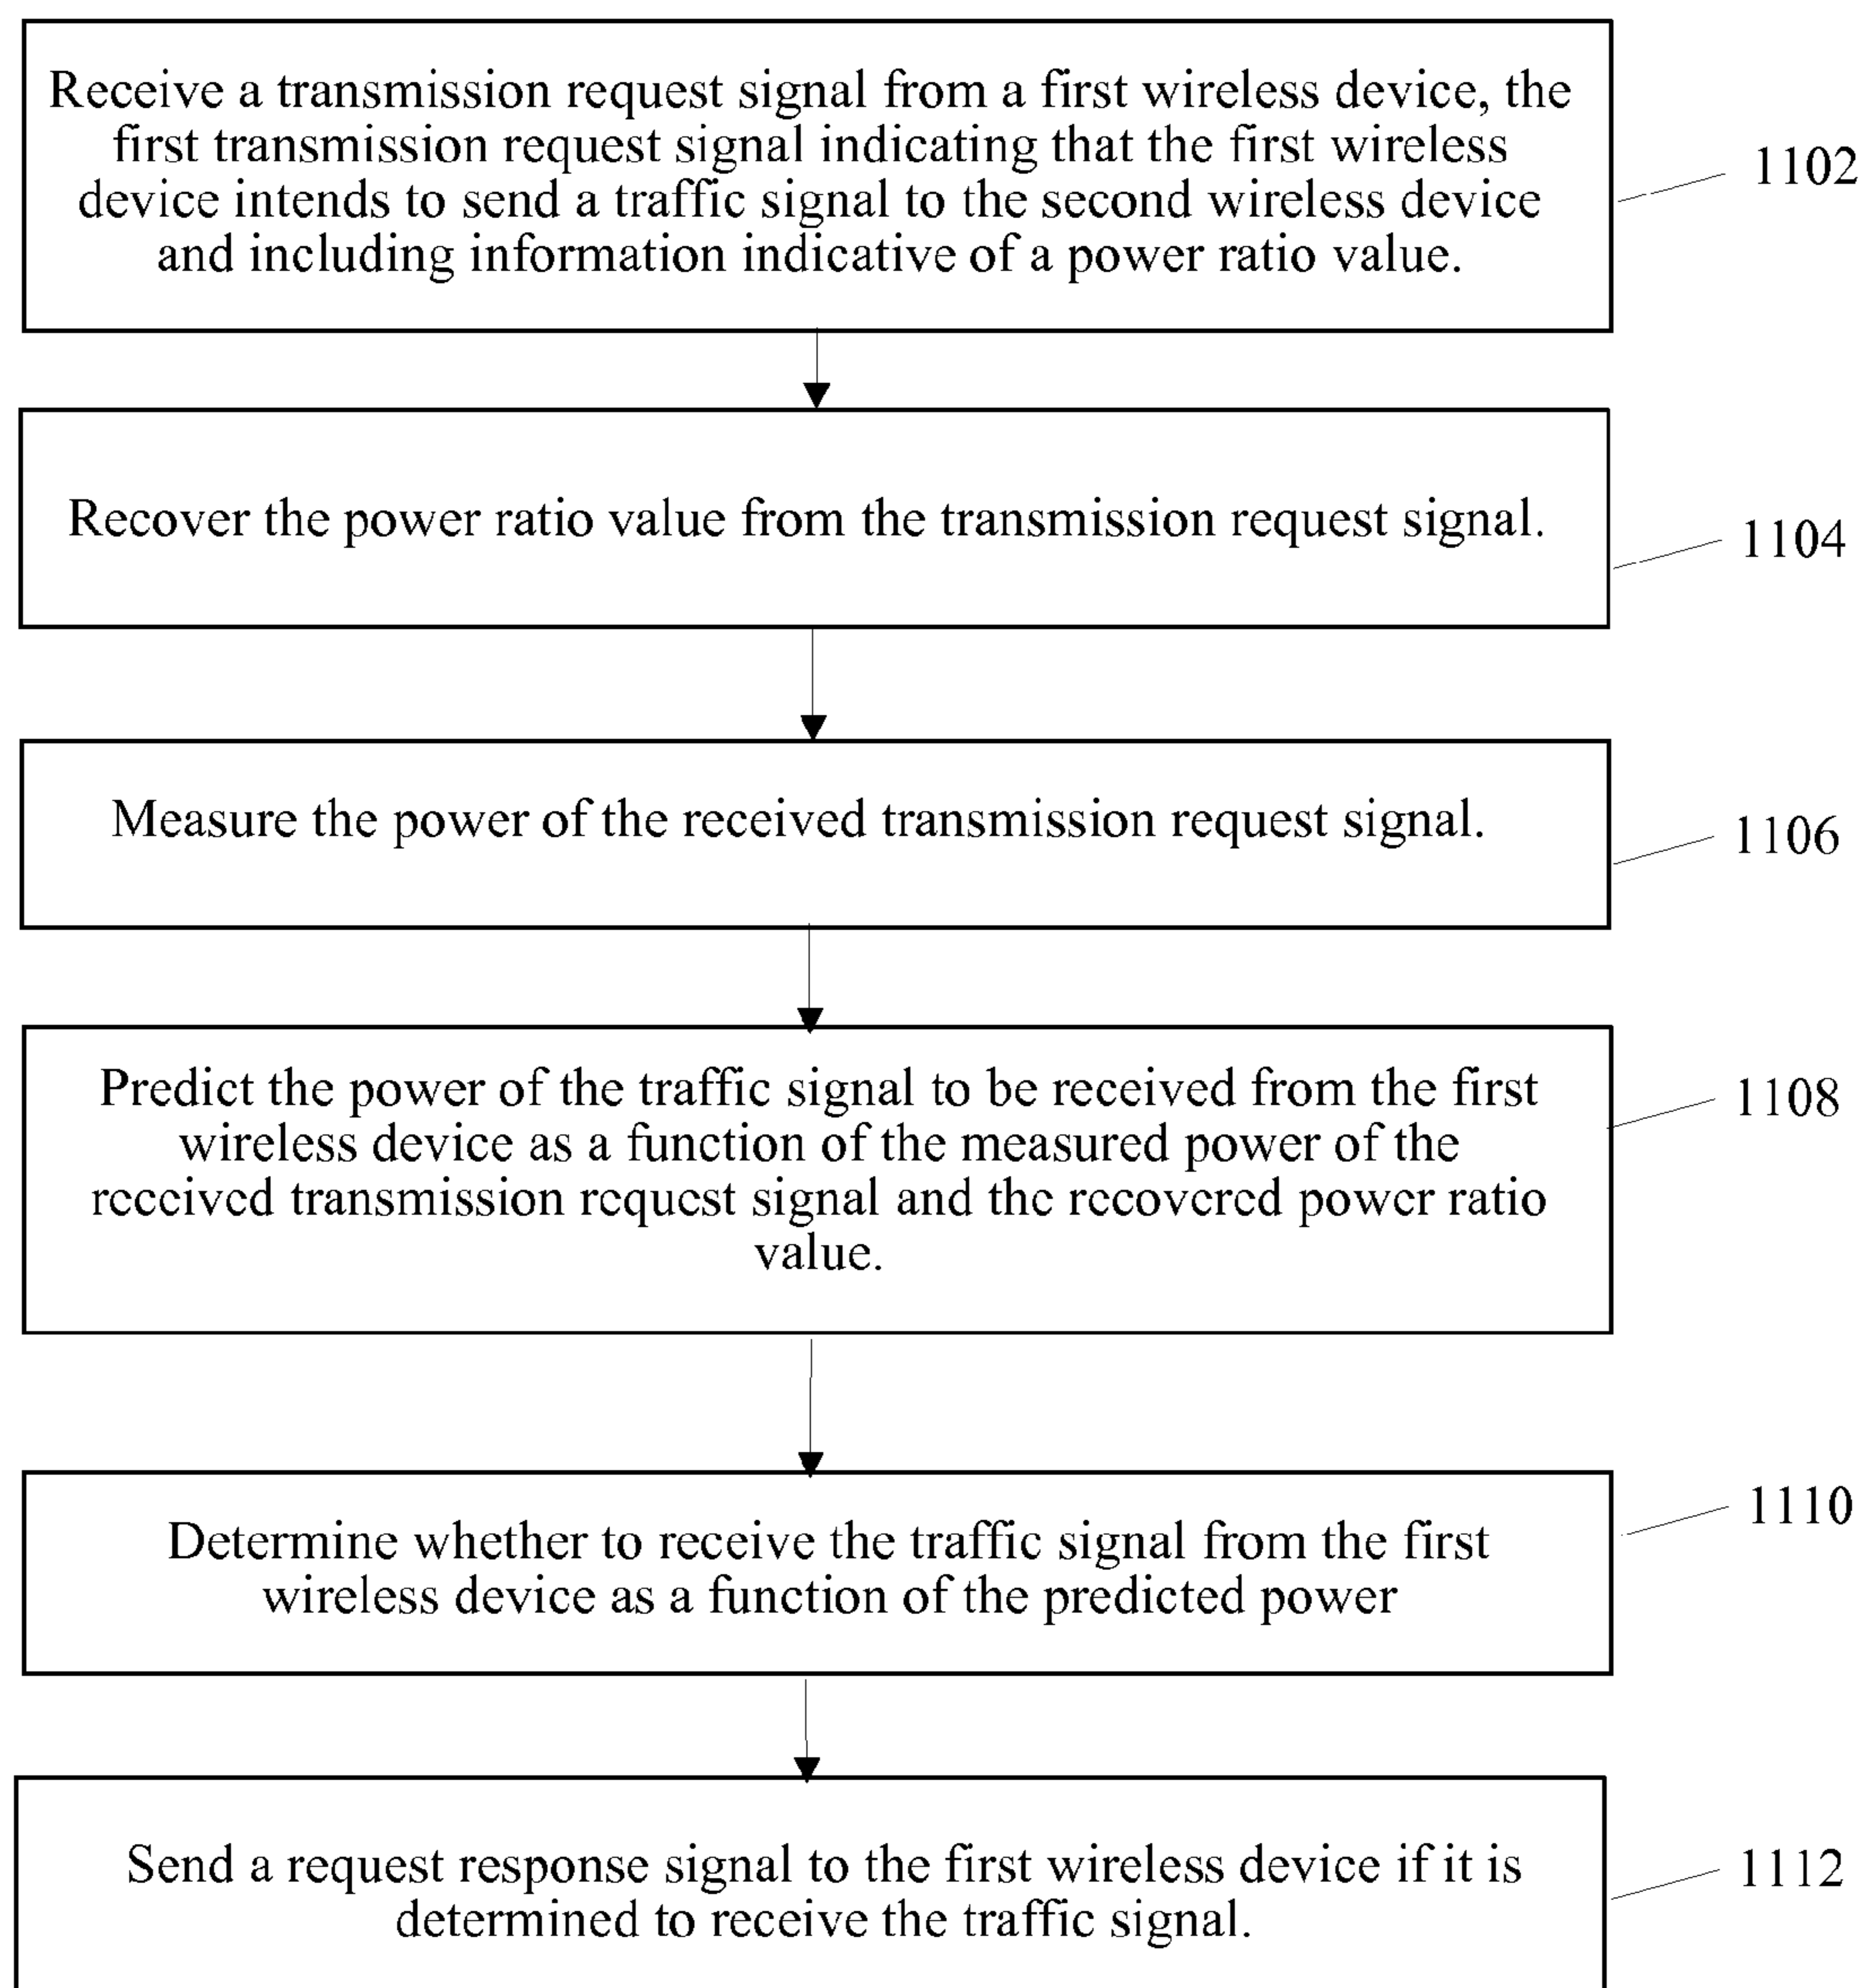 Receive a transmission request signal from a first wireless device, the
first transmission request signal indicating that the first wireless
device intends to send a traffic signal to the second wireless device
and including information indicative of a power ratio value.
1102
Recover the power ratio value from the transmission request signal.
1104
Measure the power of the received transmission request signal.
1106
Predict the power of the traffic signal to be received from the first
wireless device as a function of the measured power of the
received transmission request signal and the recovered power ratio
value.
1108
Determine whether to receive the traffic signal from the first
wireless device as a function of the predicted power
1110
Send a request response signal to the first wireless device if it is
determined to receive the traffic signal.
1112